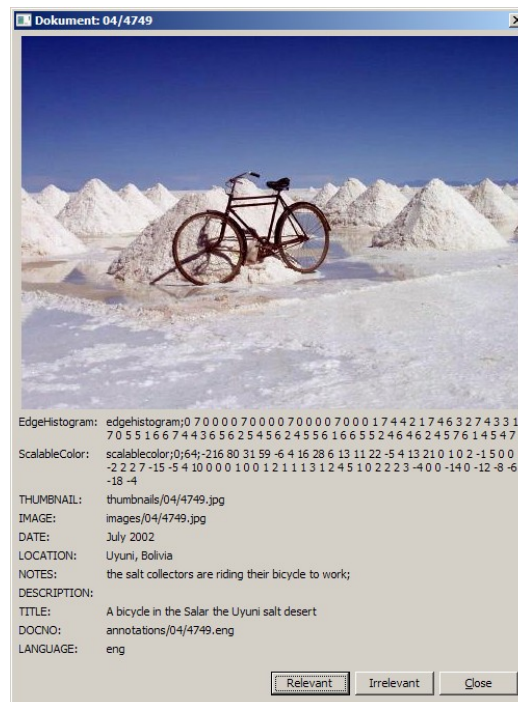 Dokument: 04/4749
EdgeHistogram: edgehistogram;0 7 0 0 0 0 7 0 0 0 0 7 0 0 0 0 7 0 0 0 1 7 4 4 2 1 7 4 6 3 2 7 4 3 3 1
7 0 5 5 1 6 6 7 4 4 3 6 5 6 2 5 4 5 6 2 4 5 5 6 1 6 6 5 5 4 6 4 6 2 4 5 7 6 1 4 5 4 7
ScalableColor: scalablecolor;0;64;-216 80 31 59 -6 4 16 28 6 13 11 22 -5 4 13 21 0 1 0 2 -1 5 0 0
-2 2 2 7 -15 -5 4 10 0 0 0 1 0 0 1 2 1 1 1 3 1 2 4 5 1 0 2 2 2 3 -4 0 0 -14 0 -12 -8 -6
-18 -4
THUMBNAIL: thumbnails/04/4749.jpg
IMAGE: images/04/4749.jpg
DATE: July 2002
LOCATION: Uyuni, Bolivia
NOTES: the salt collectors are riding their bicycle to work;
DESCRIPTION:
TITLE: A bicycle in the Salar the Uyuni salt desert
DOCNO: annotations/04/4749.eng
LANGUAGE: eng
Relevant Irrelevant Close